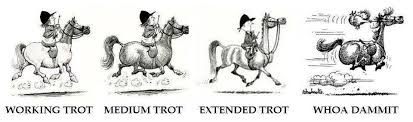 WORKING TROT
MEDIUM TROT
EXTENDED TROT
WHOA DAMMIT